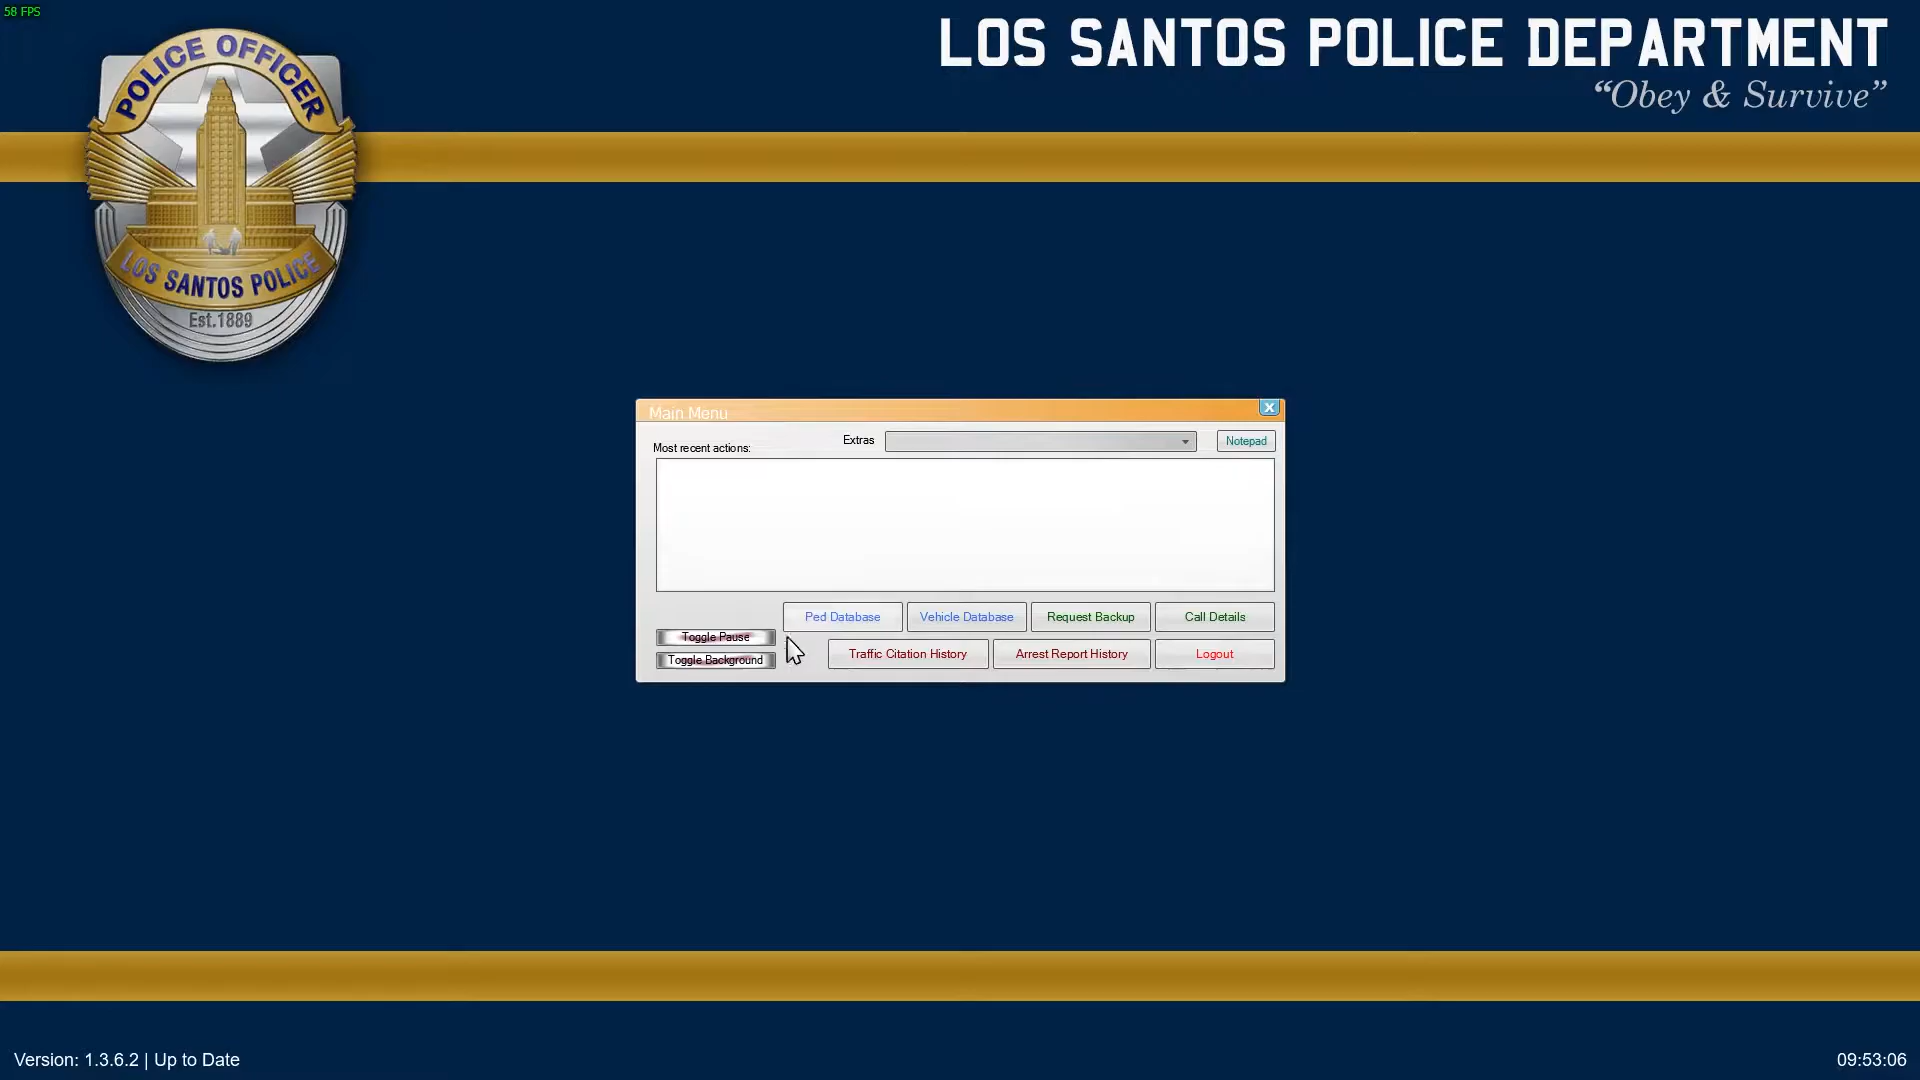 58 FPS
LOS SANTOS POLICE DEPARTMENT
“Obey & Survive”
POLICE OFFICER
LOS SANTOS POLICE
Est.1889
Main Menu
X
Most recent actions:
Extras
Notepad
Ped Database
Vehicle Database
Request Backup
Call Details
Toggle Pause
Toggle Background
Traffic Citation History
Arrest Report History
Logout
Version: 1.3.6.2 | Up to Date
09:53:06